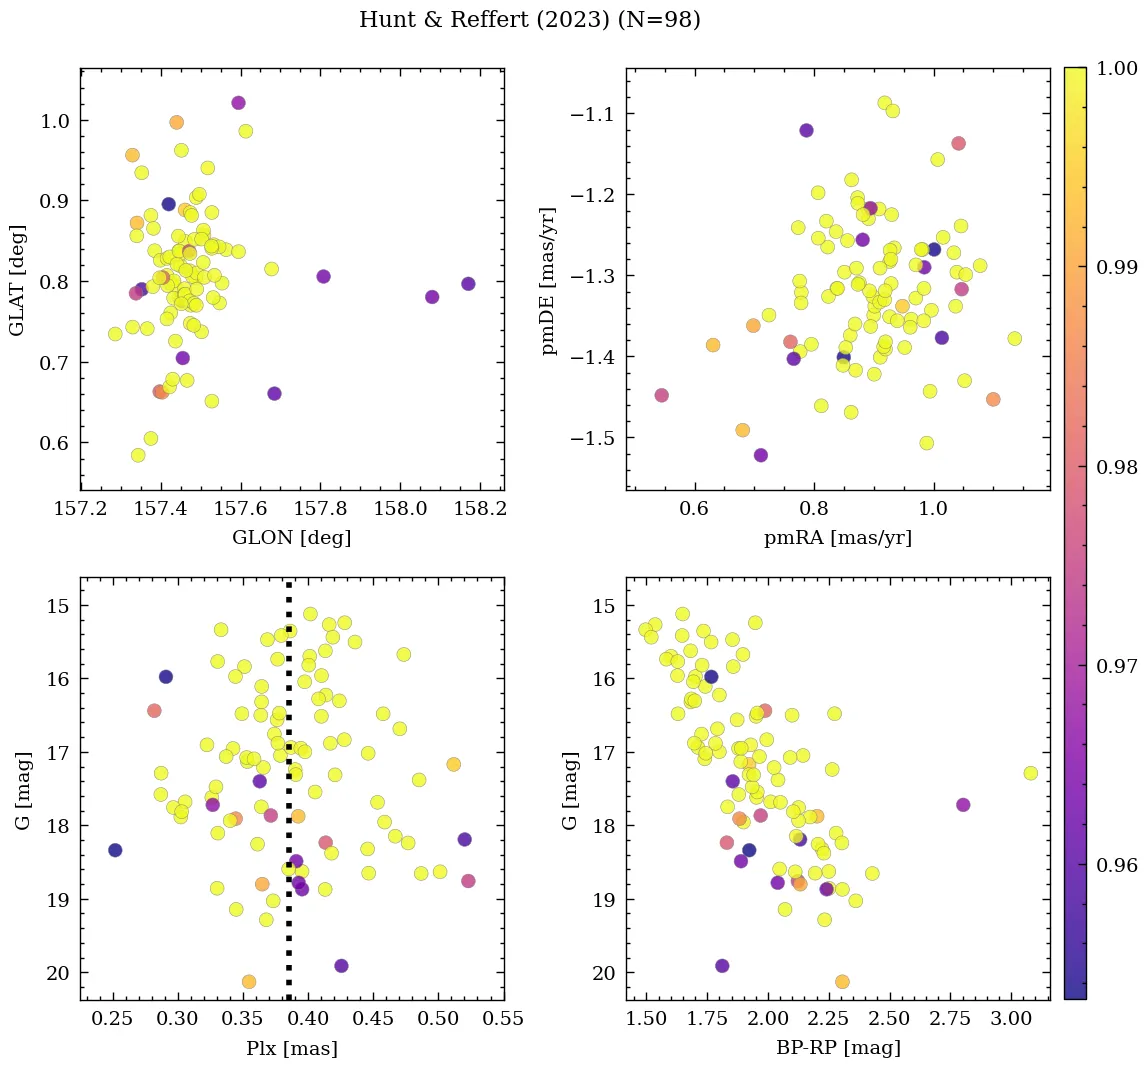 Hunt & Reffert (2023) (N=98)
1.0
0.9
0.8
0.7
0.6
GLAT [deg]
157.2 157.4 157.6 157.8 158.0 158.2
GLON [deg]
−1.1
−1.2
−1.3
−1.4
−1.5
pmDE [mas/yr]
0.6 0.8 1.0
pmRA [mas/yr]
1.00
0.99
0.98
0.97
0.96
15
16
17
18
19
20
G [mag]
0.25 0.30 0.35 0.40 0.45 0.50 0.55
Plx [mas]
15
16
17
18
19
20
G [mag]
1.50 1.75 2.00 2.25 2.50 2.75 3.00
BP-RP [mag]